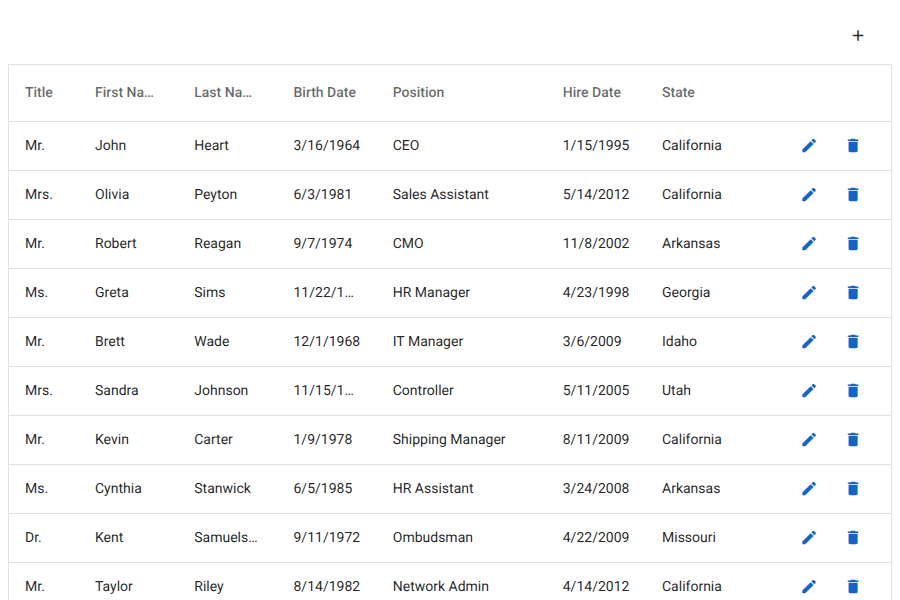 +
Title First Na... Last Na... Birth Date Position Hire Date State
Mr. John Heart 3/16/1964 CEO 1/15/1995 California
Mrs. Olivia Peyton 6/3/1981 Sales Assistant 5/14/2012 California
Mr. Robert Reagan 9/7/1974 CMO 11/8/2002 Arkansas
Ms. Greta Sims 11/22/1... HR Manager 4/23/1998 Georgia
Mr. Brett Wade 12/1/1968 IT Manager 3/6/2009 Idaho
Mrs. Sandra Johnson 11/15/1... Controller 5/11/2005 Utah
Mr. Kevin Carter 1/9/1978 Shipping Manager 8/11/2009 California
Ms. Cynthia Stanwick 6/5/1985 HR Assistant 3/24/2008 Arkansas
Dr. Kent Samuels... 9/11/1972 Ombudsman 4/22/2009 Missouri
Mr. Taylor Riley 8/14/1982 Network Admin 4/14/2012 California